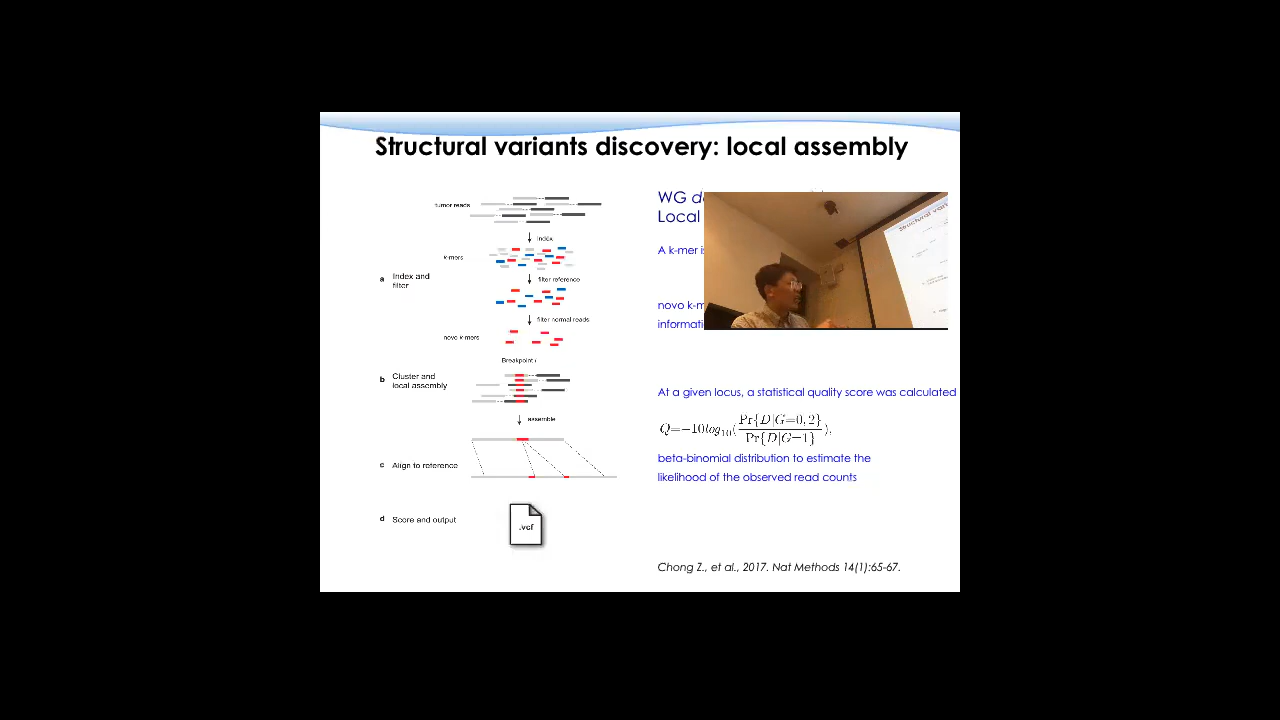 Structural variants discovery: local assembly
tumor reads
index
k-mers
a Index and
filter
filter reference
filter normal reads
novo k-mers
Breakpoint i
b Cluster and
local assembly
assemble
c Align to reference
d Score and output
.vcf
WG
Local
A k-mer
novo
At a given locus, a statistical quality score was calculated
Q=−10log10(Pr{D|G=0,2}/Pr{D|G=1}),
beta-binomial distribution to estimate the
likelihood of the observed read counts
Chong Z., et al., 2017. Nat Methods 14(1):65-67.